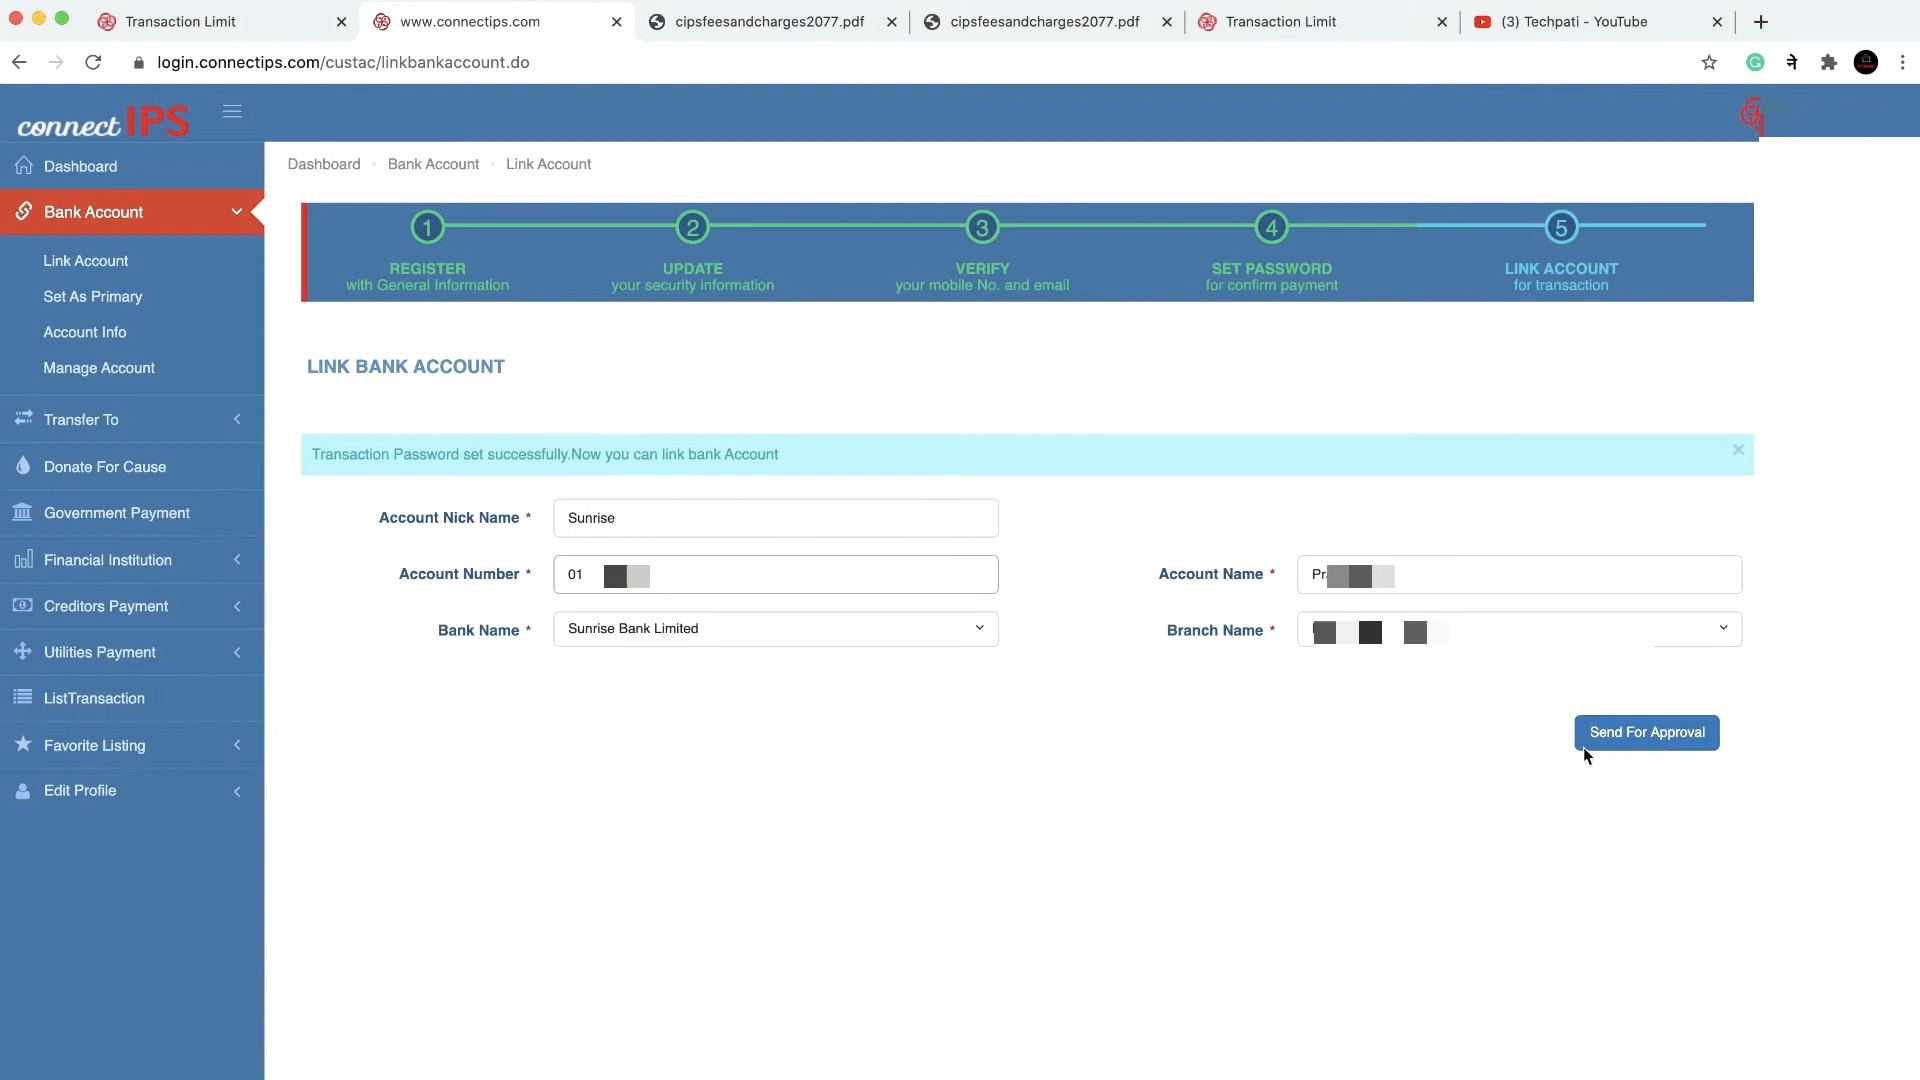 Transaction Limit
www.connectips.com
cipsfeesandcharges2077.pdf
cipsfeesandcharges2077.pdf
Transaction Limit
(3) Techpati - YouTube
login.connectips.com/custac/linkbankaccount.do
ने
connect IPS
Dashboard
Bank Account
Link Account
Set As Primary
Account Info
Manage Account
Transfer To
Donate For Cause
Government Payment
Financial Institution
Creditors Payment
Utilities Payment
ListTransaction
Favorite Listing
Edit Profile
Dashboard Bank Account Link Account
1 2 3 4 5
REGISTER UPDATE VERIFY SET PASSWORD LINK ACCOUNT
with General Information your security information your mobile No. and email for confirm payment for transaction
LINK BANK ACCOUNT
Transaction Password set successfully.Now you can link bank Account
Account Nick Name * Sunrise
Account Number * 01 Account Name *
Bank Name * Sunrise Bank Limited Branch Name *
Send For Approval